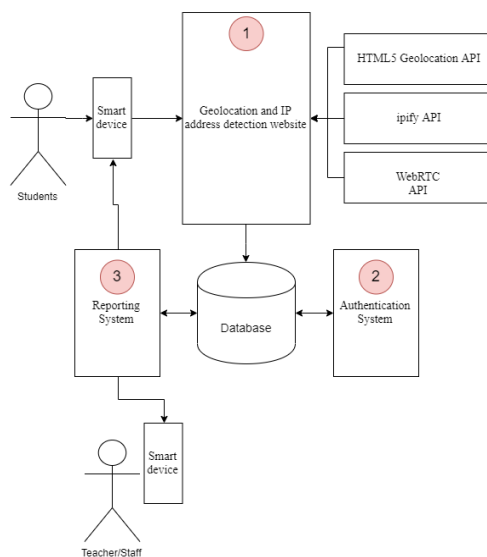 1
HTML5 Geolocation API
Smart
device
Geolocation and IP
address detection website
ipify API
WebRTC
API
Students
3
Reporting
System
Database
2
Authentication
System
Smart
device
Teacher/Staff